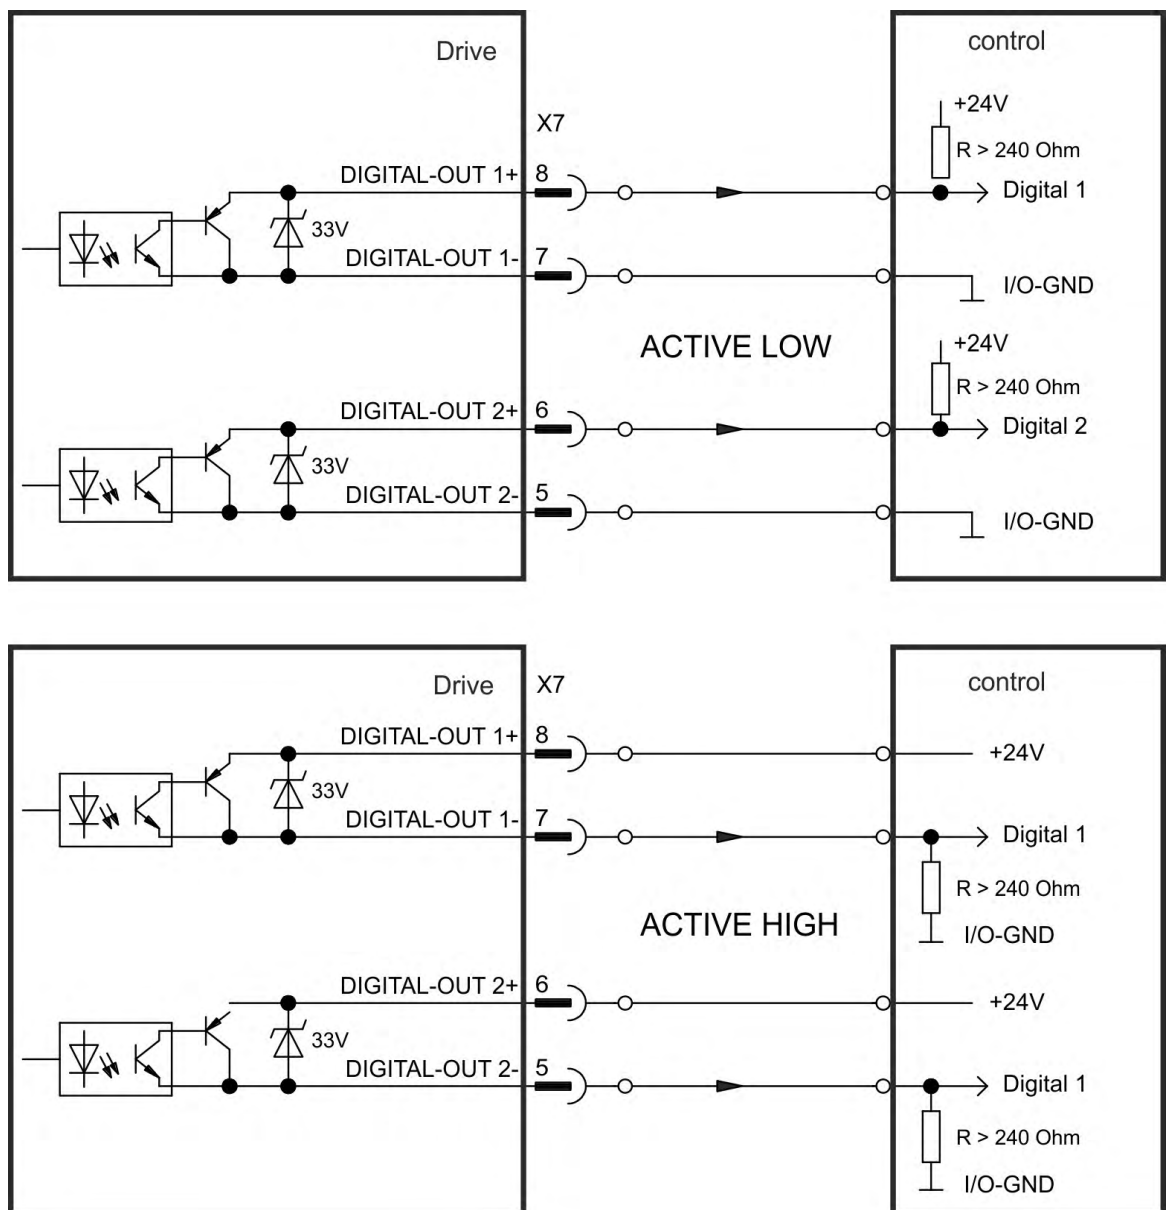 Drive
control
+24V
X7
R > 240 Ohm
DIGITAL-OUT 1+
8
Digital 1
33V
DIGITAL-OUT 1-
7
I/O-GND
ACTIVE LOW
+24V
R > 240 Ohm
DIGITAL-OUT 2+
6
Digital 2
33V
DIGITAL-OUT 2-
5
I/O-GND
Drive
X7
control
DIGITAL-OUT 1+
8
+24V
33V
DIGITAL-OUT 1-
7
Digital 1
R > 240 Ohm
ACTIVE HIGH
I/O-GND
DIGITAL-OUT 2+
6
+24V
33V
DIGITAL-OUT 2-
5
Digital 1
R > 240 Ohm
I/O-GND